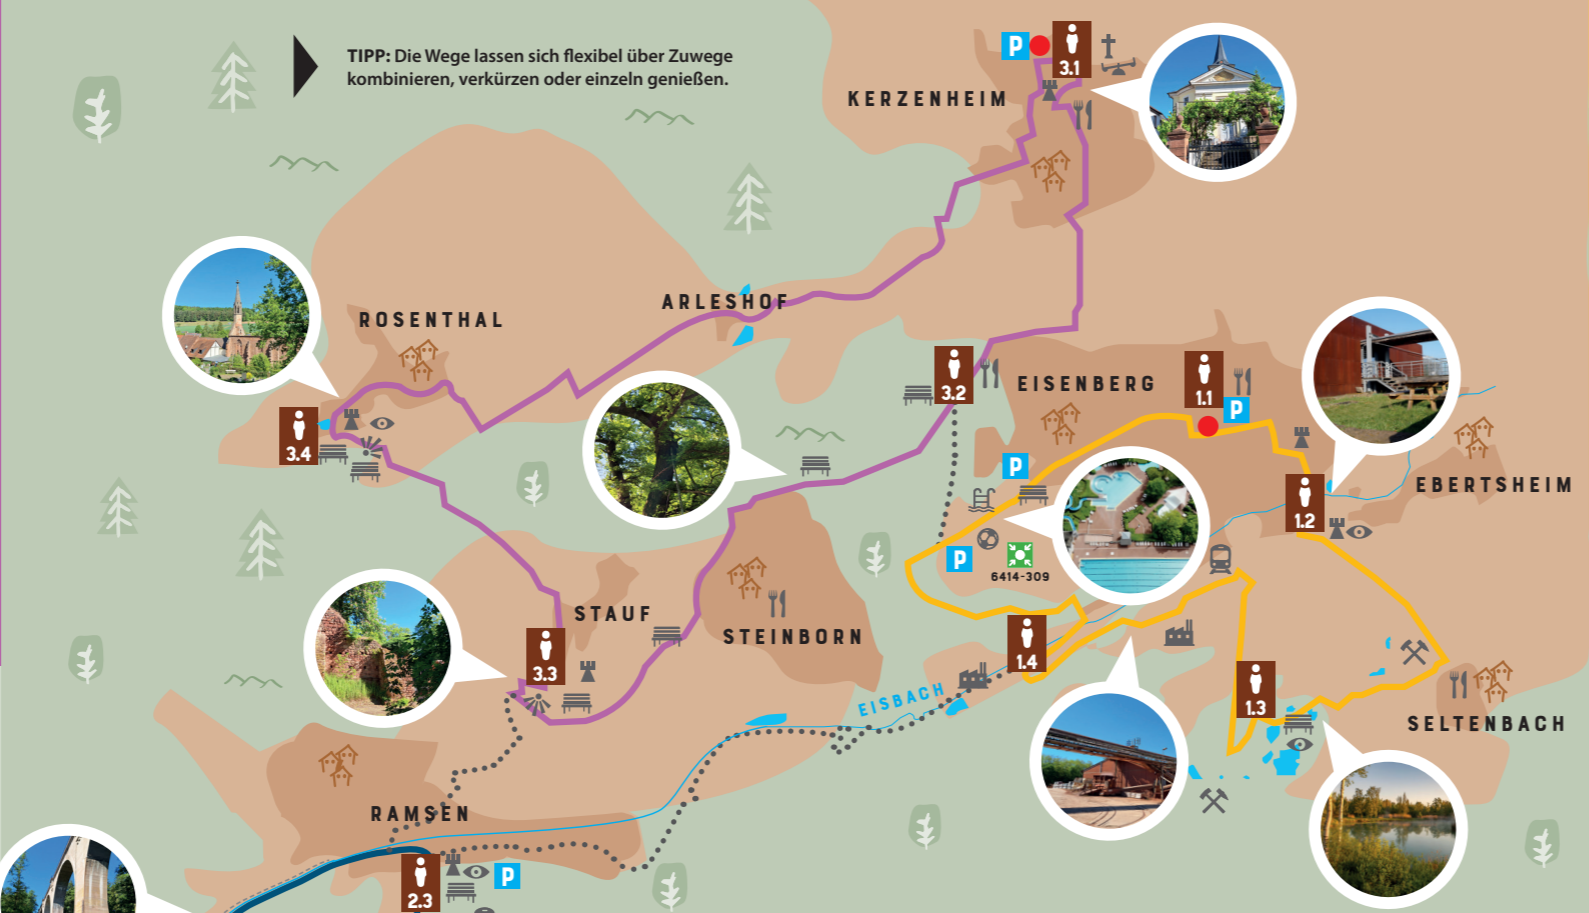 TIPP: Die Wege lassen sich flexibel über Zuwege
kombinieren, verkürzen oder einzeln genießen.
P
3.1
KERZENHEIM
ARLESHOF
ROSENTHAL
3.4
3.2
EISENBERG
1.1
P
P
EBERTSHEIM
1.2
P
6414-309
STAUF
STEINBORN
3.3
1.4
EISBACH
1.3
SELTENBACH
RAMSEN
2.3
P